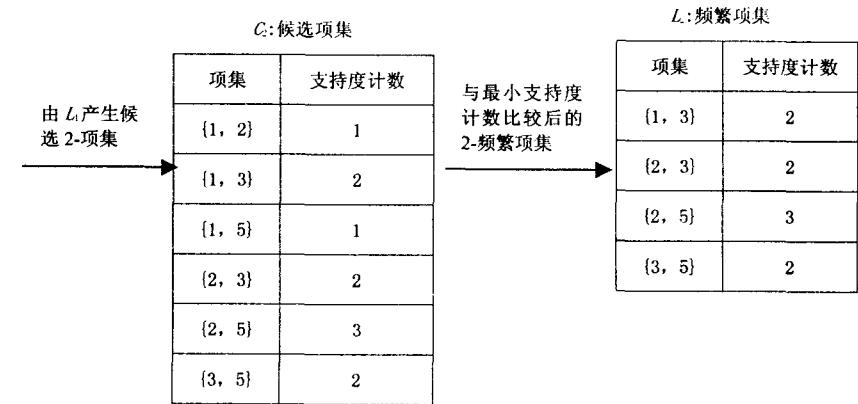 C₂:候选项集
L:频繁项集
由 L₁产生候
选 2-项集
项集 支持度计数
{1, 2} 1
{1, 3} 2
{1, 5} 1
{2, 3} 2
{2, 5} 3
{3, 5} 2
与最小支持度
计数比较后的
2-频繁项集
项集 支持度计数
{1, 3} 2
{2, 3} 2
{2, 5} 3
{3, 5} 2